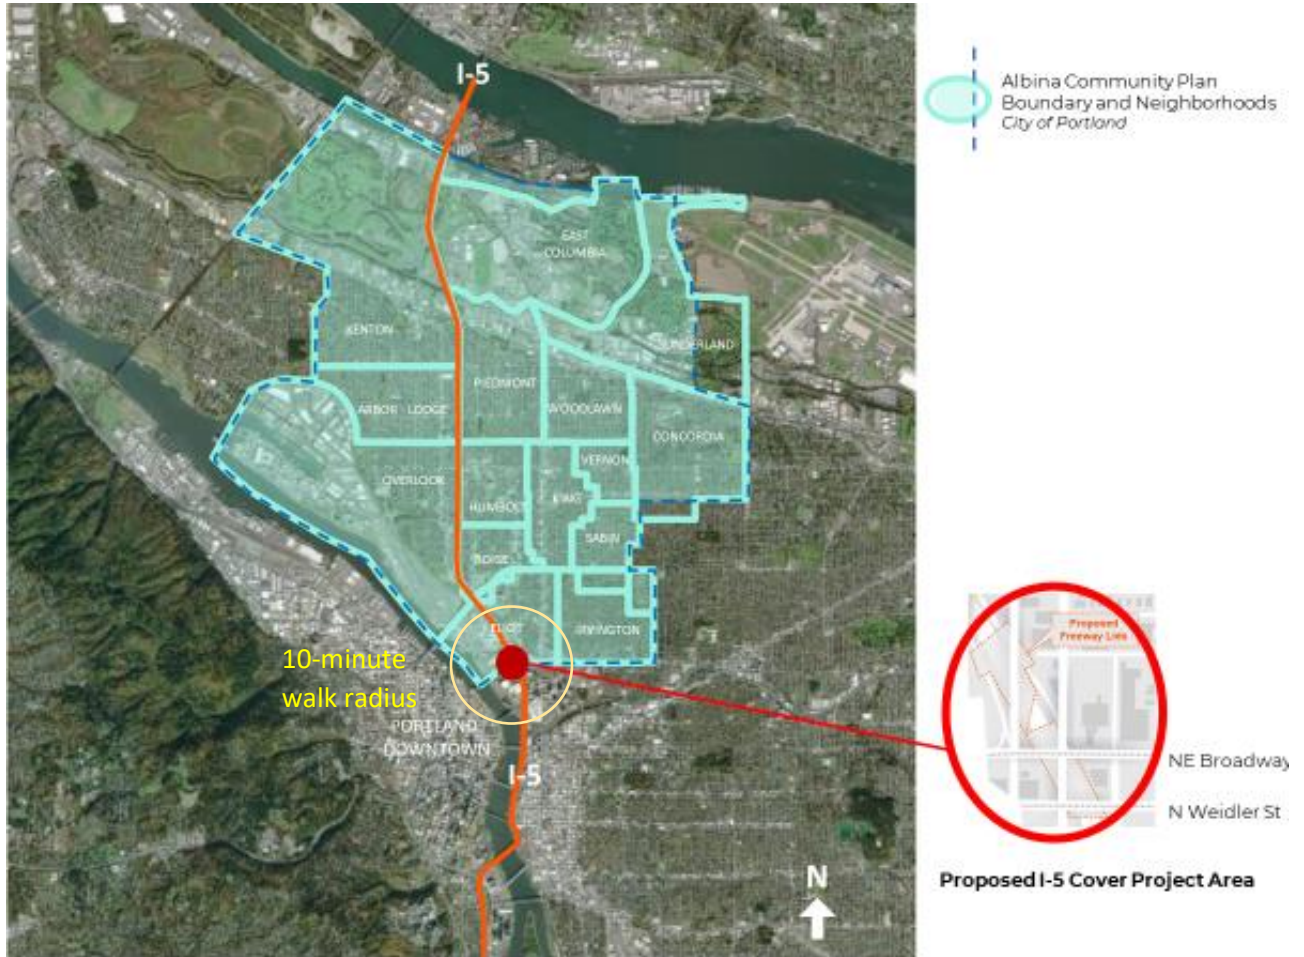 I-5
Albina Community Plan
Boundary and Neighborhoods
City of Portland
EAST
COLUMBIA
KENTON
SUNDERLAND
PIEDMONT
ARBOR LODGE
WOODLAWN
CONCORDIA
VERNON
OVERLOOK
KING
HUMBOLT
SABIN
BOISE
ELIOT
IRVINGTON
10-minute
walk radius
PORTLAND
DOWNTOWN
I-5
Proposed
Freeway Lids
NE Broadway
N Weidler St
N
Proposed I-5 Cover Project Area